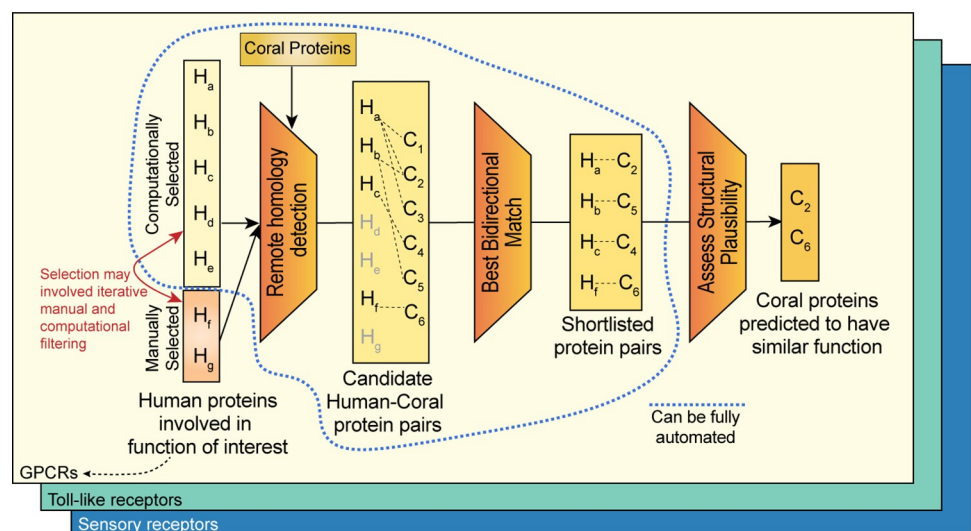 Coral Proteins
Computationally
Selected
Ha
Hb
Hc
Hd
He
Manually
Selected
Hf
Hg
Selection may
involved iterative
manual and
computational
filtering
Human proteins
involved in
function of interest
Remote homology
detection
Ha
Hb
Hc
Hd
He
Hf
Hg
C1
C2
C3
C4
C5
C6
Candidate
Human-Coral
protein pairs
Best Bidirectional
Match
Ha C2
Hb C5
Hc C4
Hf C6
Shortlisted
protein pairs
Assess Structural
Plausibility
C2
C6
Coral proteins
predicted to have
similar function
Can be fully
automated
GPCRs
Toll-like receptors
Sensory receptors